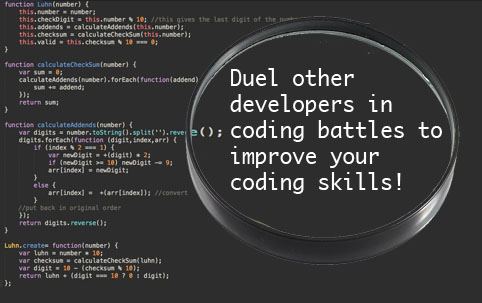 function Luhn(number) {
this.number = number;
this.checkDigit = this.number % 10; //this gives the last digit of the
this.addends = calculateAddends(this.number);
this.checksum = calculateCheckSum(this.number);
this.valid = this.checksum % 10 === 0;
}
function calculateCheckSum(number) {
var sum = 0;
calculateAddends(number).forEach(function(addend)
sum += addend;
});
return sum;
}
function calculateAddends(number) {
var digits = number.toString().split('').reverse();
digits.forEach(function (digit,index,arr) {
if (index % 2 === 1) {
var newDigit = +(digit) * 2;
if (newDigit >= 10) newDigit -= 9;
arr[index] = newDigit;
}
else {
arr[index] = +(arr[index]); //convert
}
//put back in original order
});
return digits.reverse();
}
Luhn.create= function(number) {
var luhn = number * 10;
var checksum = calculateCheckSum(luhn);
var digit = 10 - (checksum % 10);
return luhn + (digit === 10 ? 0 : digit);
};
Duel other
developers in
coding battles to
improve your
coding skills!